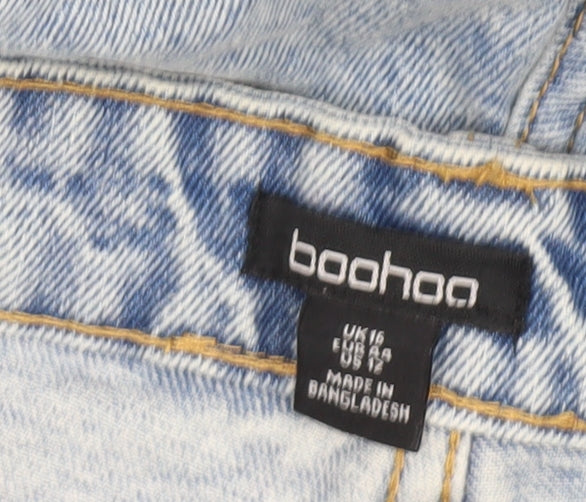 boohoo
UK 16
EUR 44
US 12
MADE IN
BANGLADESH